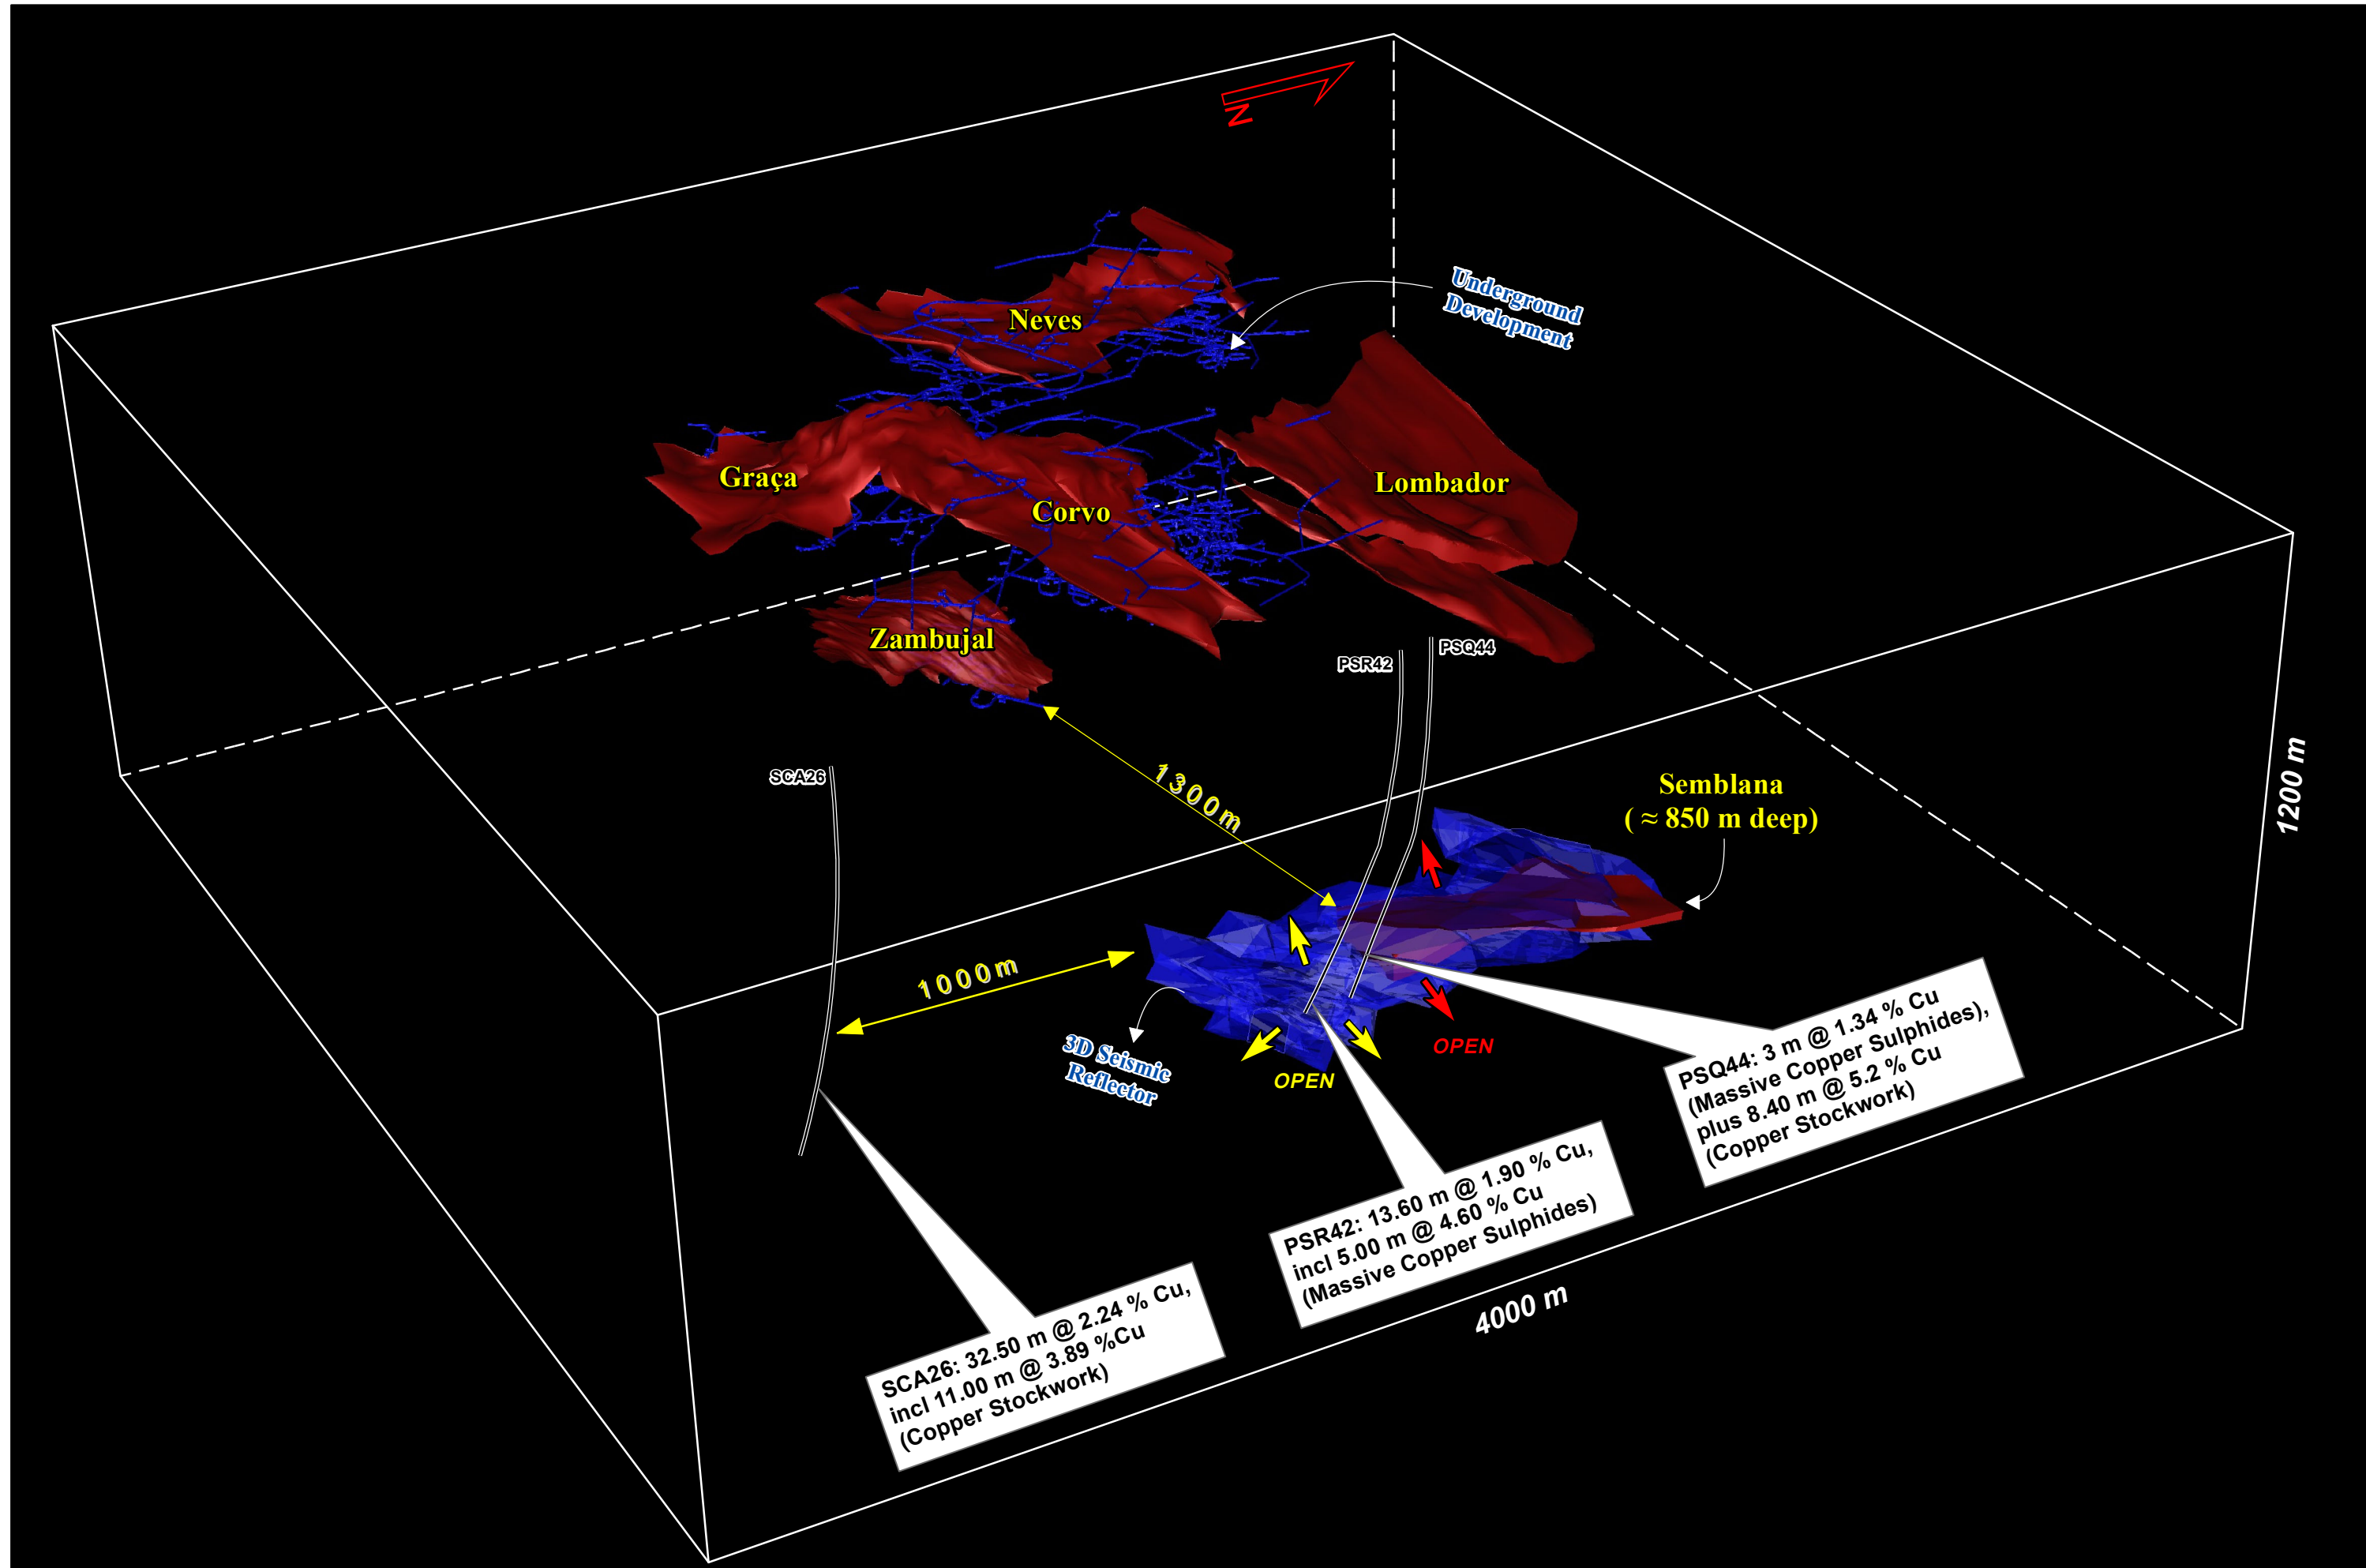 N
Underground
Development
Neves
Graça
Lombador
Corvo
Zambujal
PSR42
PSQ44
SCA26
1300m
Semblana
( ≈ 850 m deep)
1200 m
1000m
3D Seismic
Reflector
OPEN
OPEN
PSQ44: 3 m @ 1.34 % Cu
(Massive Copper Sulphides),
plus 8.40 m @ 5.2 % Cu
(Copper Stockwork)
PSR42: 13.60 m @ 1.90 % Cu,
incl 5.00 m @ 4.60 % Cu
(Massive Copper Sulphides)
SCA26: 32.50 m @ 2.24 % Cu,
incl 11.00 m @ 3.89 %Cu
(Copper Stockwork)
4000 m